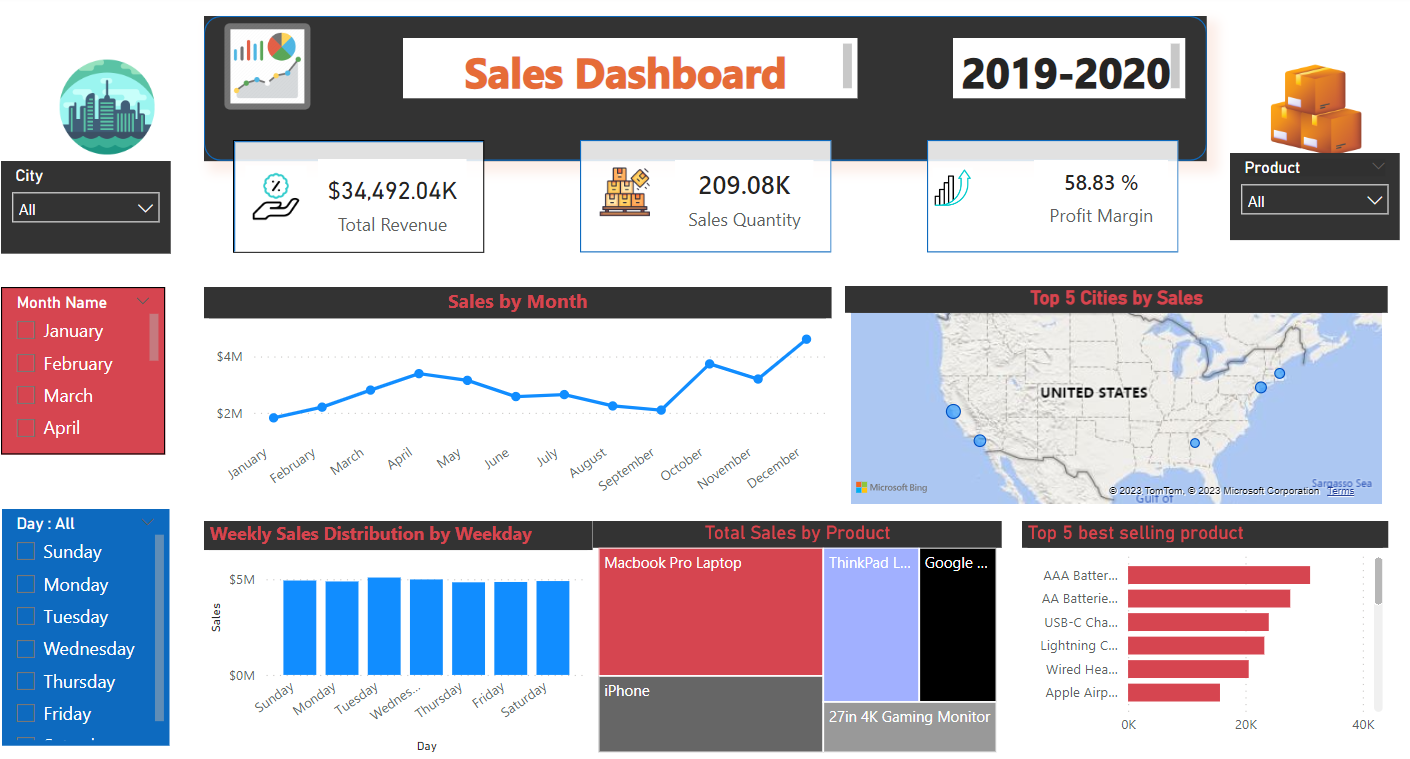 Sales Dashboard
2019-2020
City
All
$34,492.04K
Total Revenue
209.08K
Sales Quantity
58.83 %
Profit Margin
Product
All
Month Name
January
February
March
April
Sales by Month
$4M
$2M
January
February
March
April
May
June
July
August
September
October
November
December
Top 5 Cities by Sales
UNITED STATES
Microsoft Bing
Gulf of
Sargasso Sea
© 2023 TomTom, © 2023 Microsoft Corporation Terms
Day : All
Sunday
Monday
Tuesday
Wednesday
Thursday
Friday
Weekly Sales Distribution by Weekday
Sales
$5M
$0M
Sunday
Monday
Tuesday
Wednes...
Thursday
Friday
Saturday
Day
Total Sales by Product
Macbook Pro Laptop
ThinkPad L...
Google ...
iPhone
27in 4K Gaming Monitor
Top 5 best selling product
AAA Batter...
AA Batterie...
USB-C Cha...
Lightning C...
Wired Hea...
Apple Airp...
0K
20K
40K